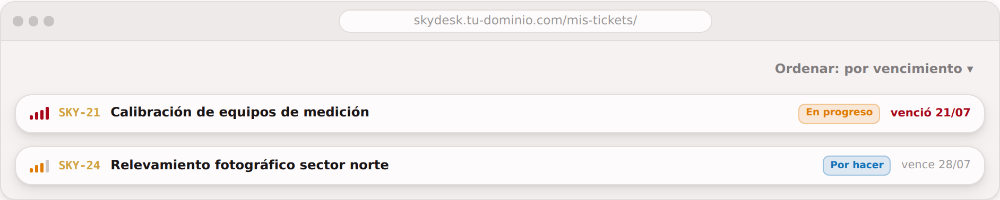 skydesk.tu-dominio.com/mis-tickets/
Ordenar: por vencimiento ▾
SKY-21 Calibración de equipos de medición En progreso venció 21/07
SKY-24 Relevamiento fotográfico sector norte Por hacer vence 28/07